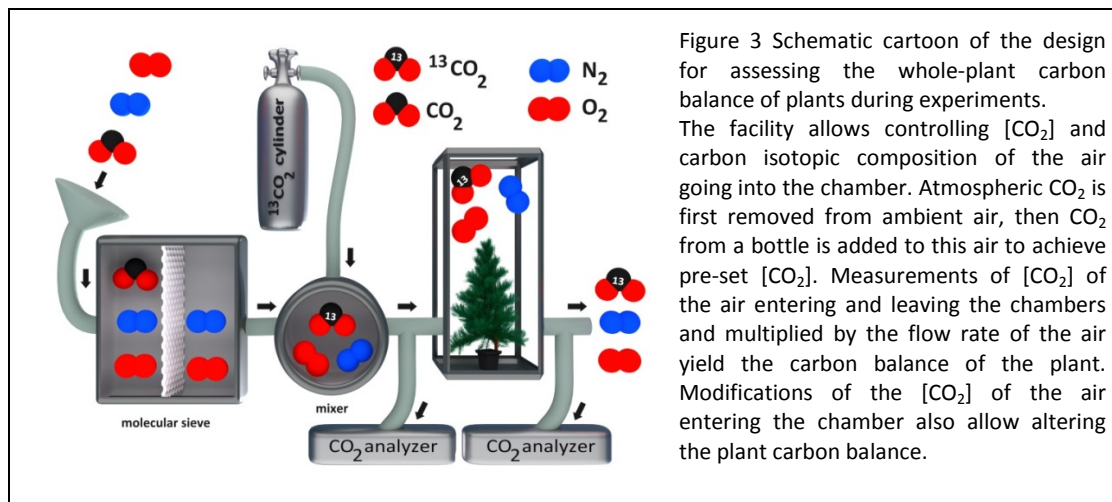 ¹³CO₂ cylinder
13
¹³CO₂
CO₂
N₂
O₂
13
13
13
molecular sieve
mixer
CO₂ analyzer
CO₂ analyzer
Figure 3 Schematic cartoon of the design
for assessing the whole-plant carbon
balance of plants during experiments.
The facility allows controlling [CO₂] and
carbon isotopic composition of the air
going into the chamber. Atmospheric CO₂ is
first removed from ambient air, then CO₂
from a bottle is added to this air to achieve
pre-set [CO₂]. Measurements of [CO₂] of
the air entering and leaving the chambers
and multiplied by the flow rate of the air
yield the carbon balance of the plant.
Modifications of the [CO₂] of the air
entering the chamber also allow altering
the plant carbon balance.